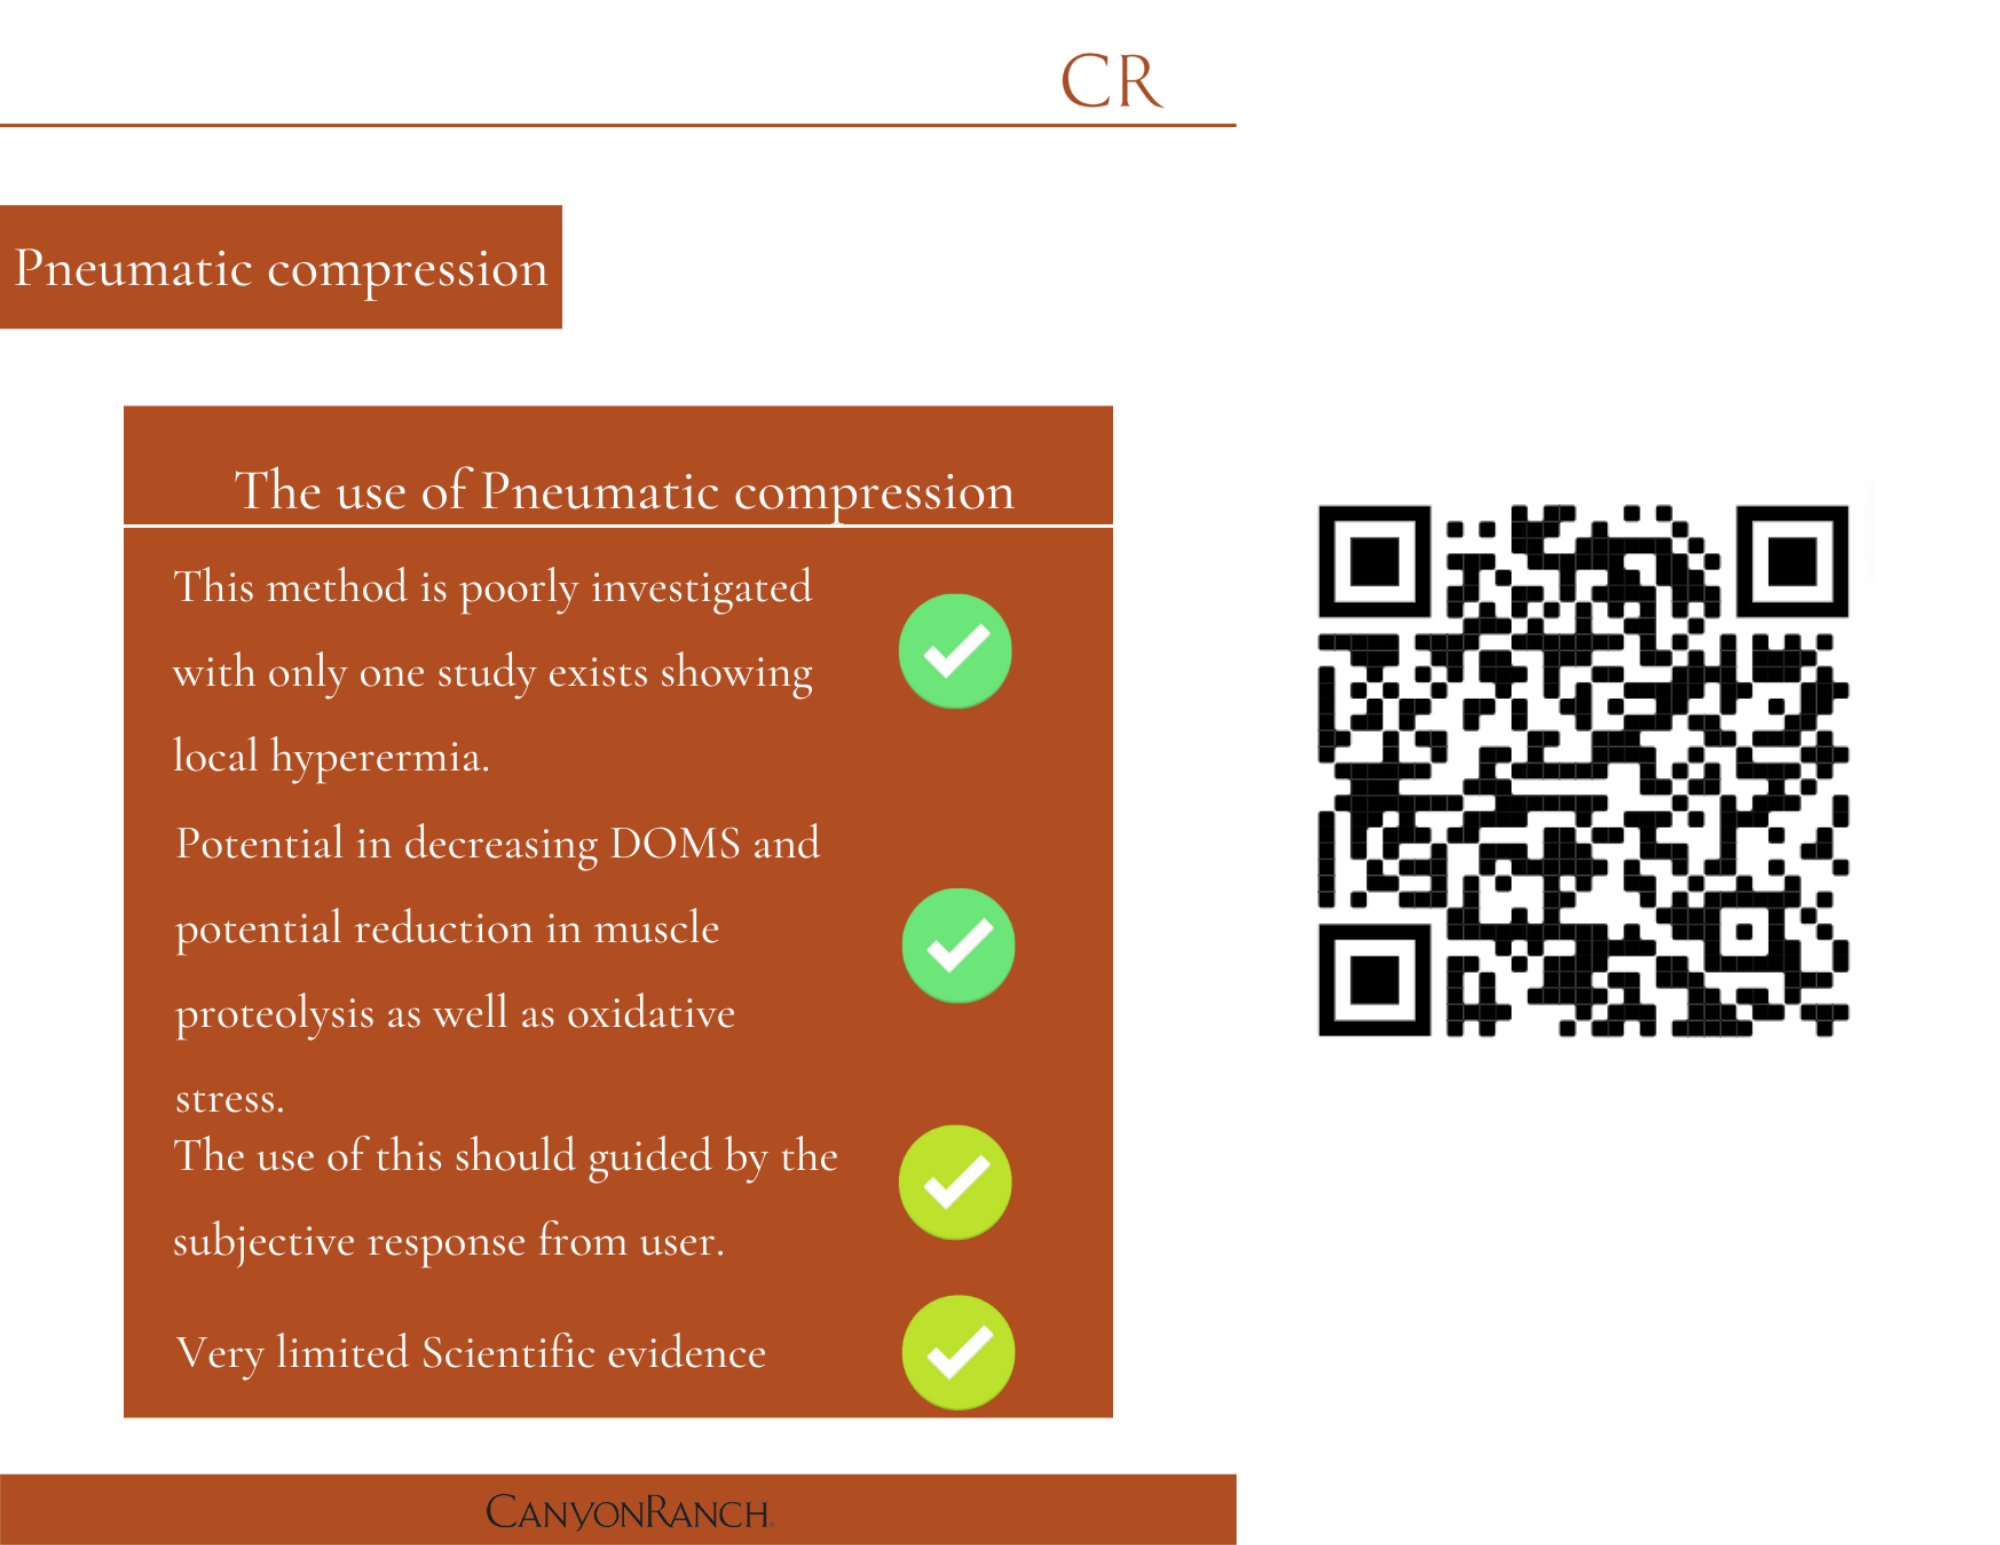 CR
Pneumatic compression
The use of Pneumatic compression
This method is poorly investigated
with only one study exists showing
local hyperermia.
Potential in decreasing DOMS and
potential reduction in muscle
proteolysis as well as oxidative
stress.
The use of this should guided by the
subjective response from user.
Very limited Scientific evidence
CANYONRANCH.